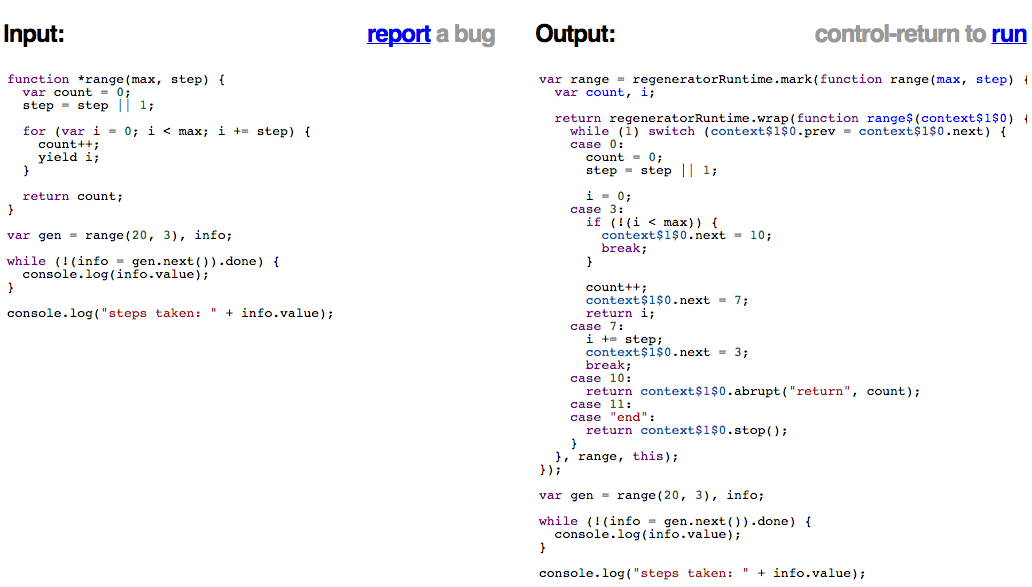 Input:
report a bug
function *range(max, step) {
  var count = 0;
  step = step || 1;

  for (var i = 0; i < max; i += step) {
    count++;
    yield i;
  }

  return count;
}

var gen = range(20, 3), info;

while (!(info = gen.next()).done) {
  console.log(info.value);
}

console.log("steps taken: " + info.value);
Output:
control-return to run
var range = regeneratorRuntime.mark(function range(max, step) {
  var count, i;

  return regeneratorRuntime.wrap(function range$(context$1$0) {
    while (1) switch (context$1$0.prev = context$1$0.next) {
    case 0:
      count = 0;
      step = step || 1;

      i = 0;
    case 3:
      if (!(i < max)) {
        context$1$0.next = 10;
        break;
      }

      count++;
      context$1$0.next = 7;
      return i;
    case 7:
      i += step;
      context$1$0.next = 3;
      break;
    case 10:
      return context$1$0.abrupt("return", count);
    case 11:
    case "end":
      return context$1$0.stop();
    }
  }, range, this);
});

var gen = range(20, 3), info;

while (!(info = gen.next()).done) {
  console.log(info.value);
}

console.log("steps taken: " + info.value);